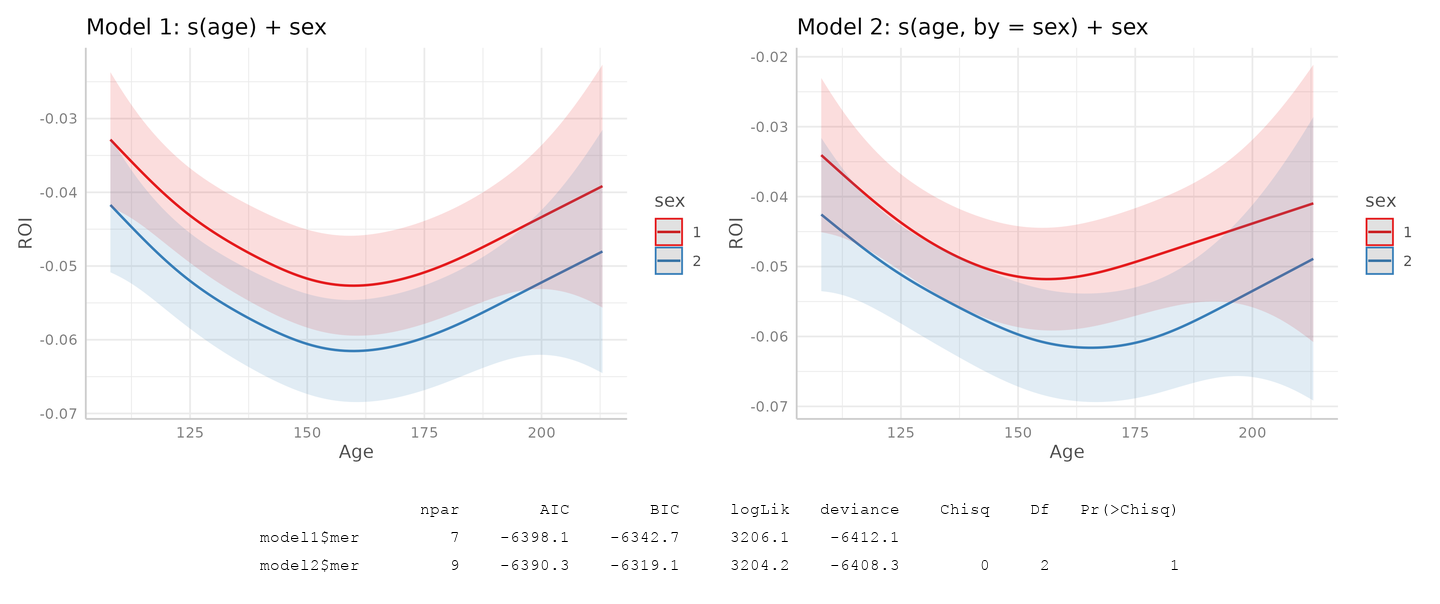 Model 1: s(age) + sex
-0.03
-0.04
-0.05
-0.06
-0.07
ROI
125 150 175 200
Age
sex
1
2
Model 2: s(age, by = sex) + sex
-0.02
-0.03
-0.04
-0.05
-0.06
-0.07
ROI
125 150 175 200
Age
sex
1
2
npar AIC BIC logLik deviance Chisq Df Pr(>Chisq)
model1$mer 7 -6398.1 -6342.7 3206.1 -6412.1
model2$mer 9 -6390.3 -6319.1 3204.2 -6408.3 0 2 1